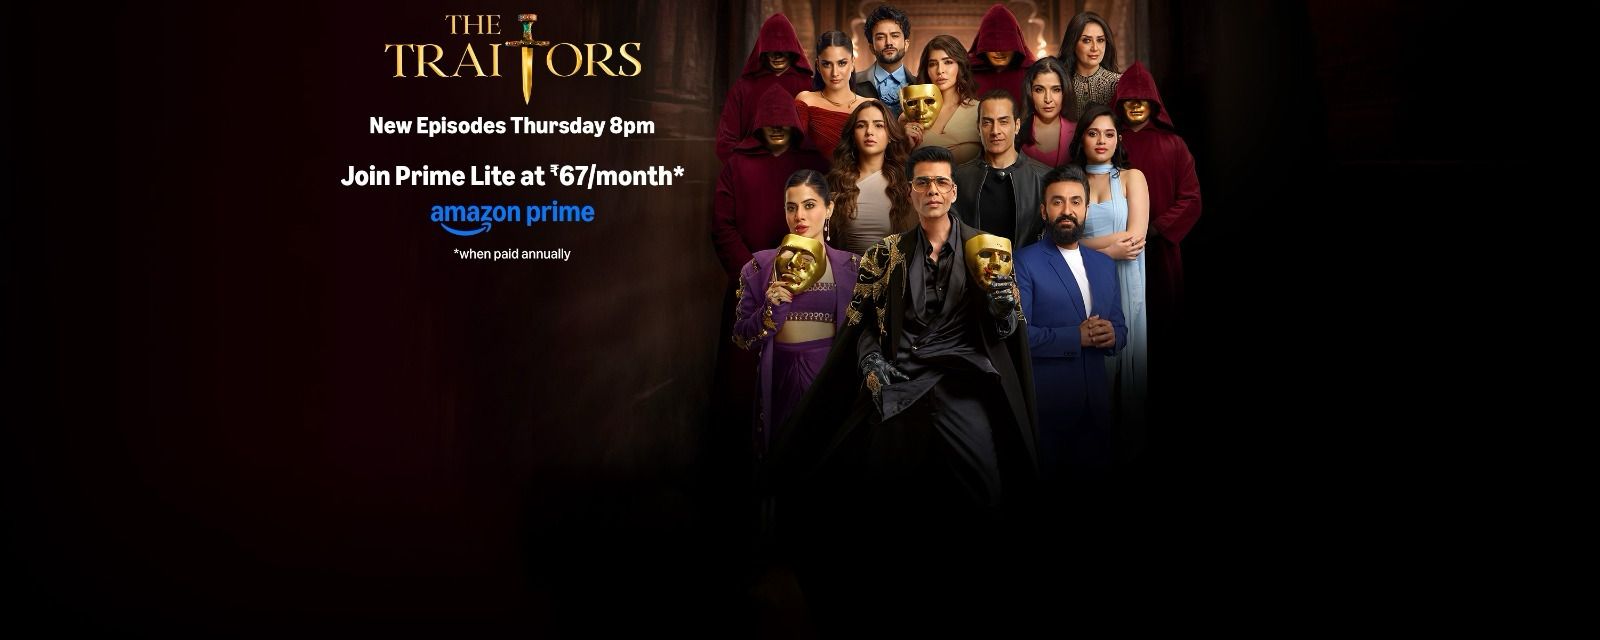 THE
TRAITORS
New Episodes Thursday 8pm
Join Prime Lite at ₹67/month*
amazon prime
*when paid annually